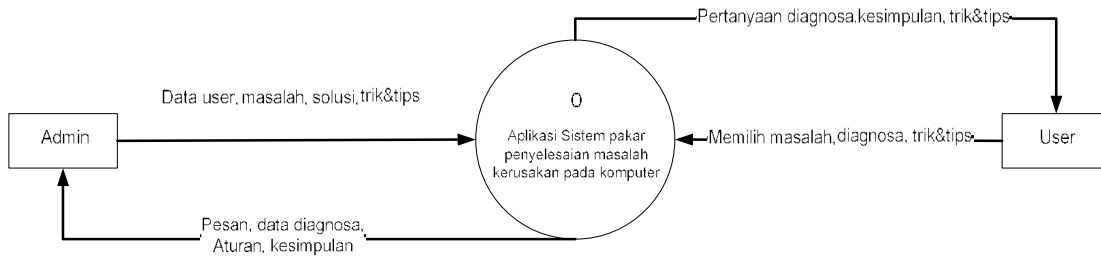 Pertanyaan diagnosa,kesimpulan, trik&tips
Data user, masalah, solusi,trik&tips
0
Admin
Aplikasi Sistem pakar
penyelesaian masalah
kerusakan pada komputer
Memilih masalah,diagnosa, trik&tips
User
Pesan, data diagnosa,
Aturan, kesimpulan